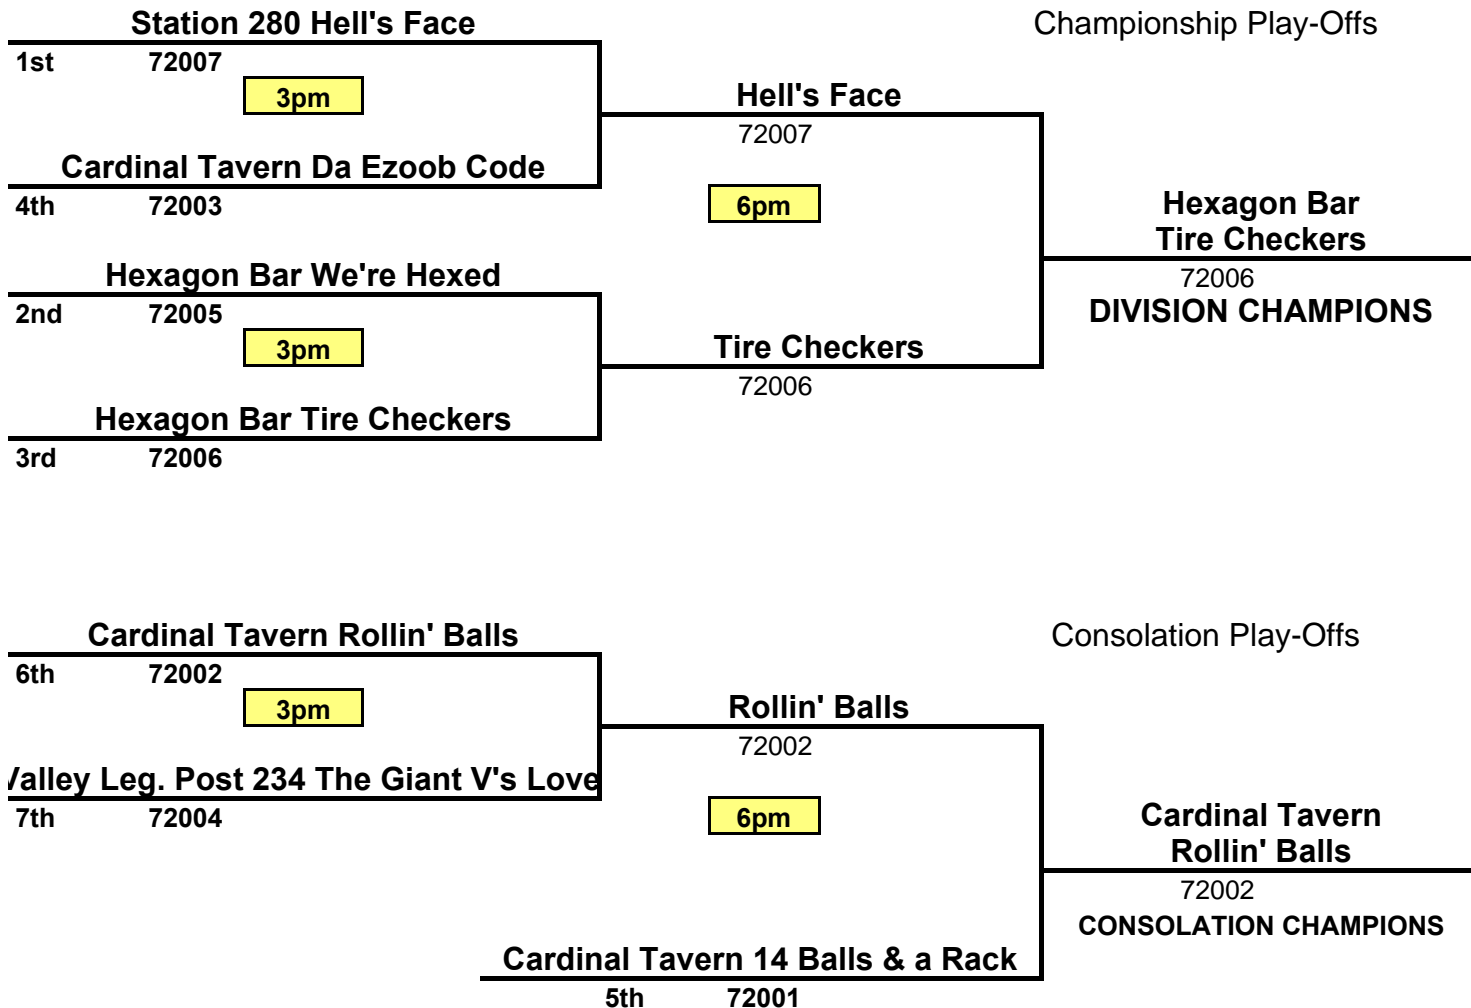 Station 280 Hell's Face
Championship Play-Offs
1st 72007
3pm
Hell's Face
72007
Cardinal Tavern Da Ezoob Code
4th 72003
6pm
Hexagon Bar
Tire Checkers
72006
DIVISION CHAMPIONS
Hexagon Bar We're Hexed
2nd 72005
3pm
Tire Checkers
72006
Hexagon Bar Tire Checkers
3rd 72006
Cardinal Tavern Rollin' Balls
Consolation Play-Offs
6th 72002
3pm
Rollin' Balls
72002
Valley Leg. Post 234 The Giant V's Love
7th 72004
6pm
Cardinal Tavern
Rollin' Balls
72002
CONSOLATION CHAMPIONS
Cardinal Tavern 14 Balls & a Rack
5th 72001